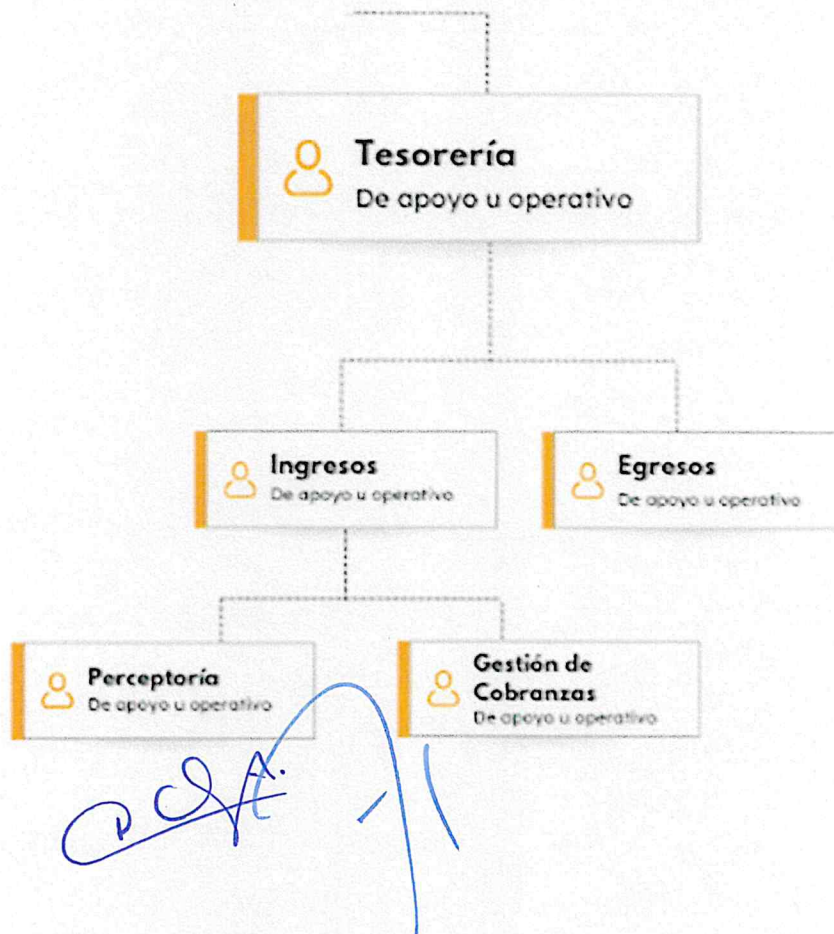 Tesorería
De apoyo u operativo
Ingresos
De apoyo u operativo
Egresos
De apoyo u operativo
Perceptoría
De apoyo u operativo
Gestión de
Cobranzas
De apoyo u operativo